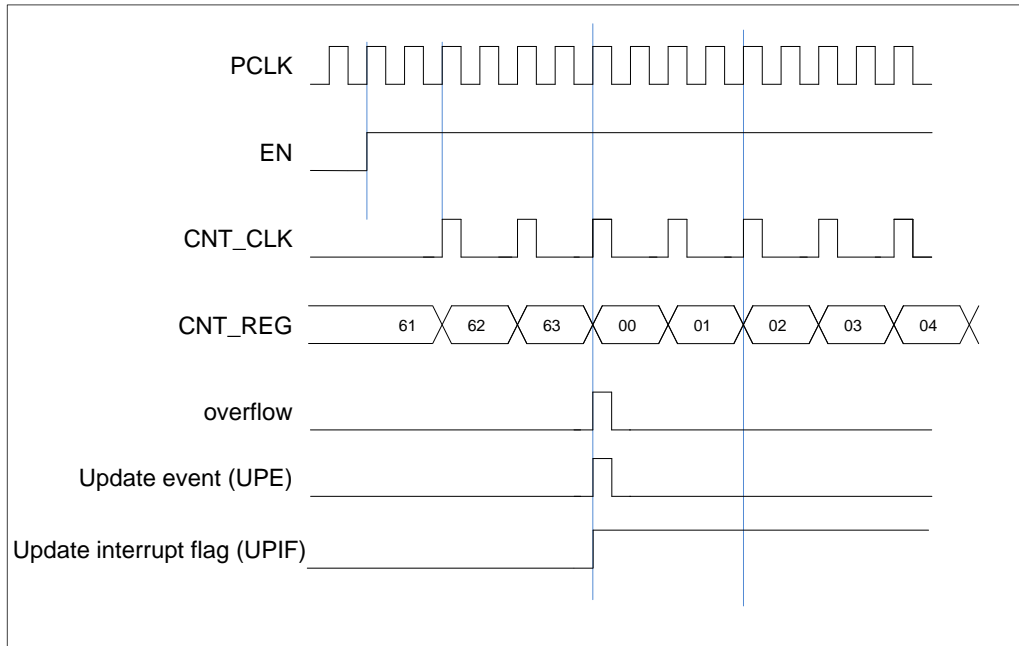 PCLK
EN
CNT_CLK
CNT_REG
61 62 63 00 01 02 03 04
overflow
Update event (UPE)
Update interrupt flag (UPIF)